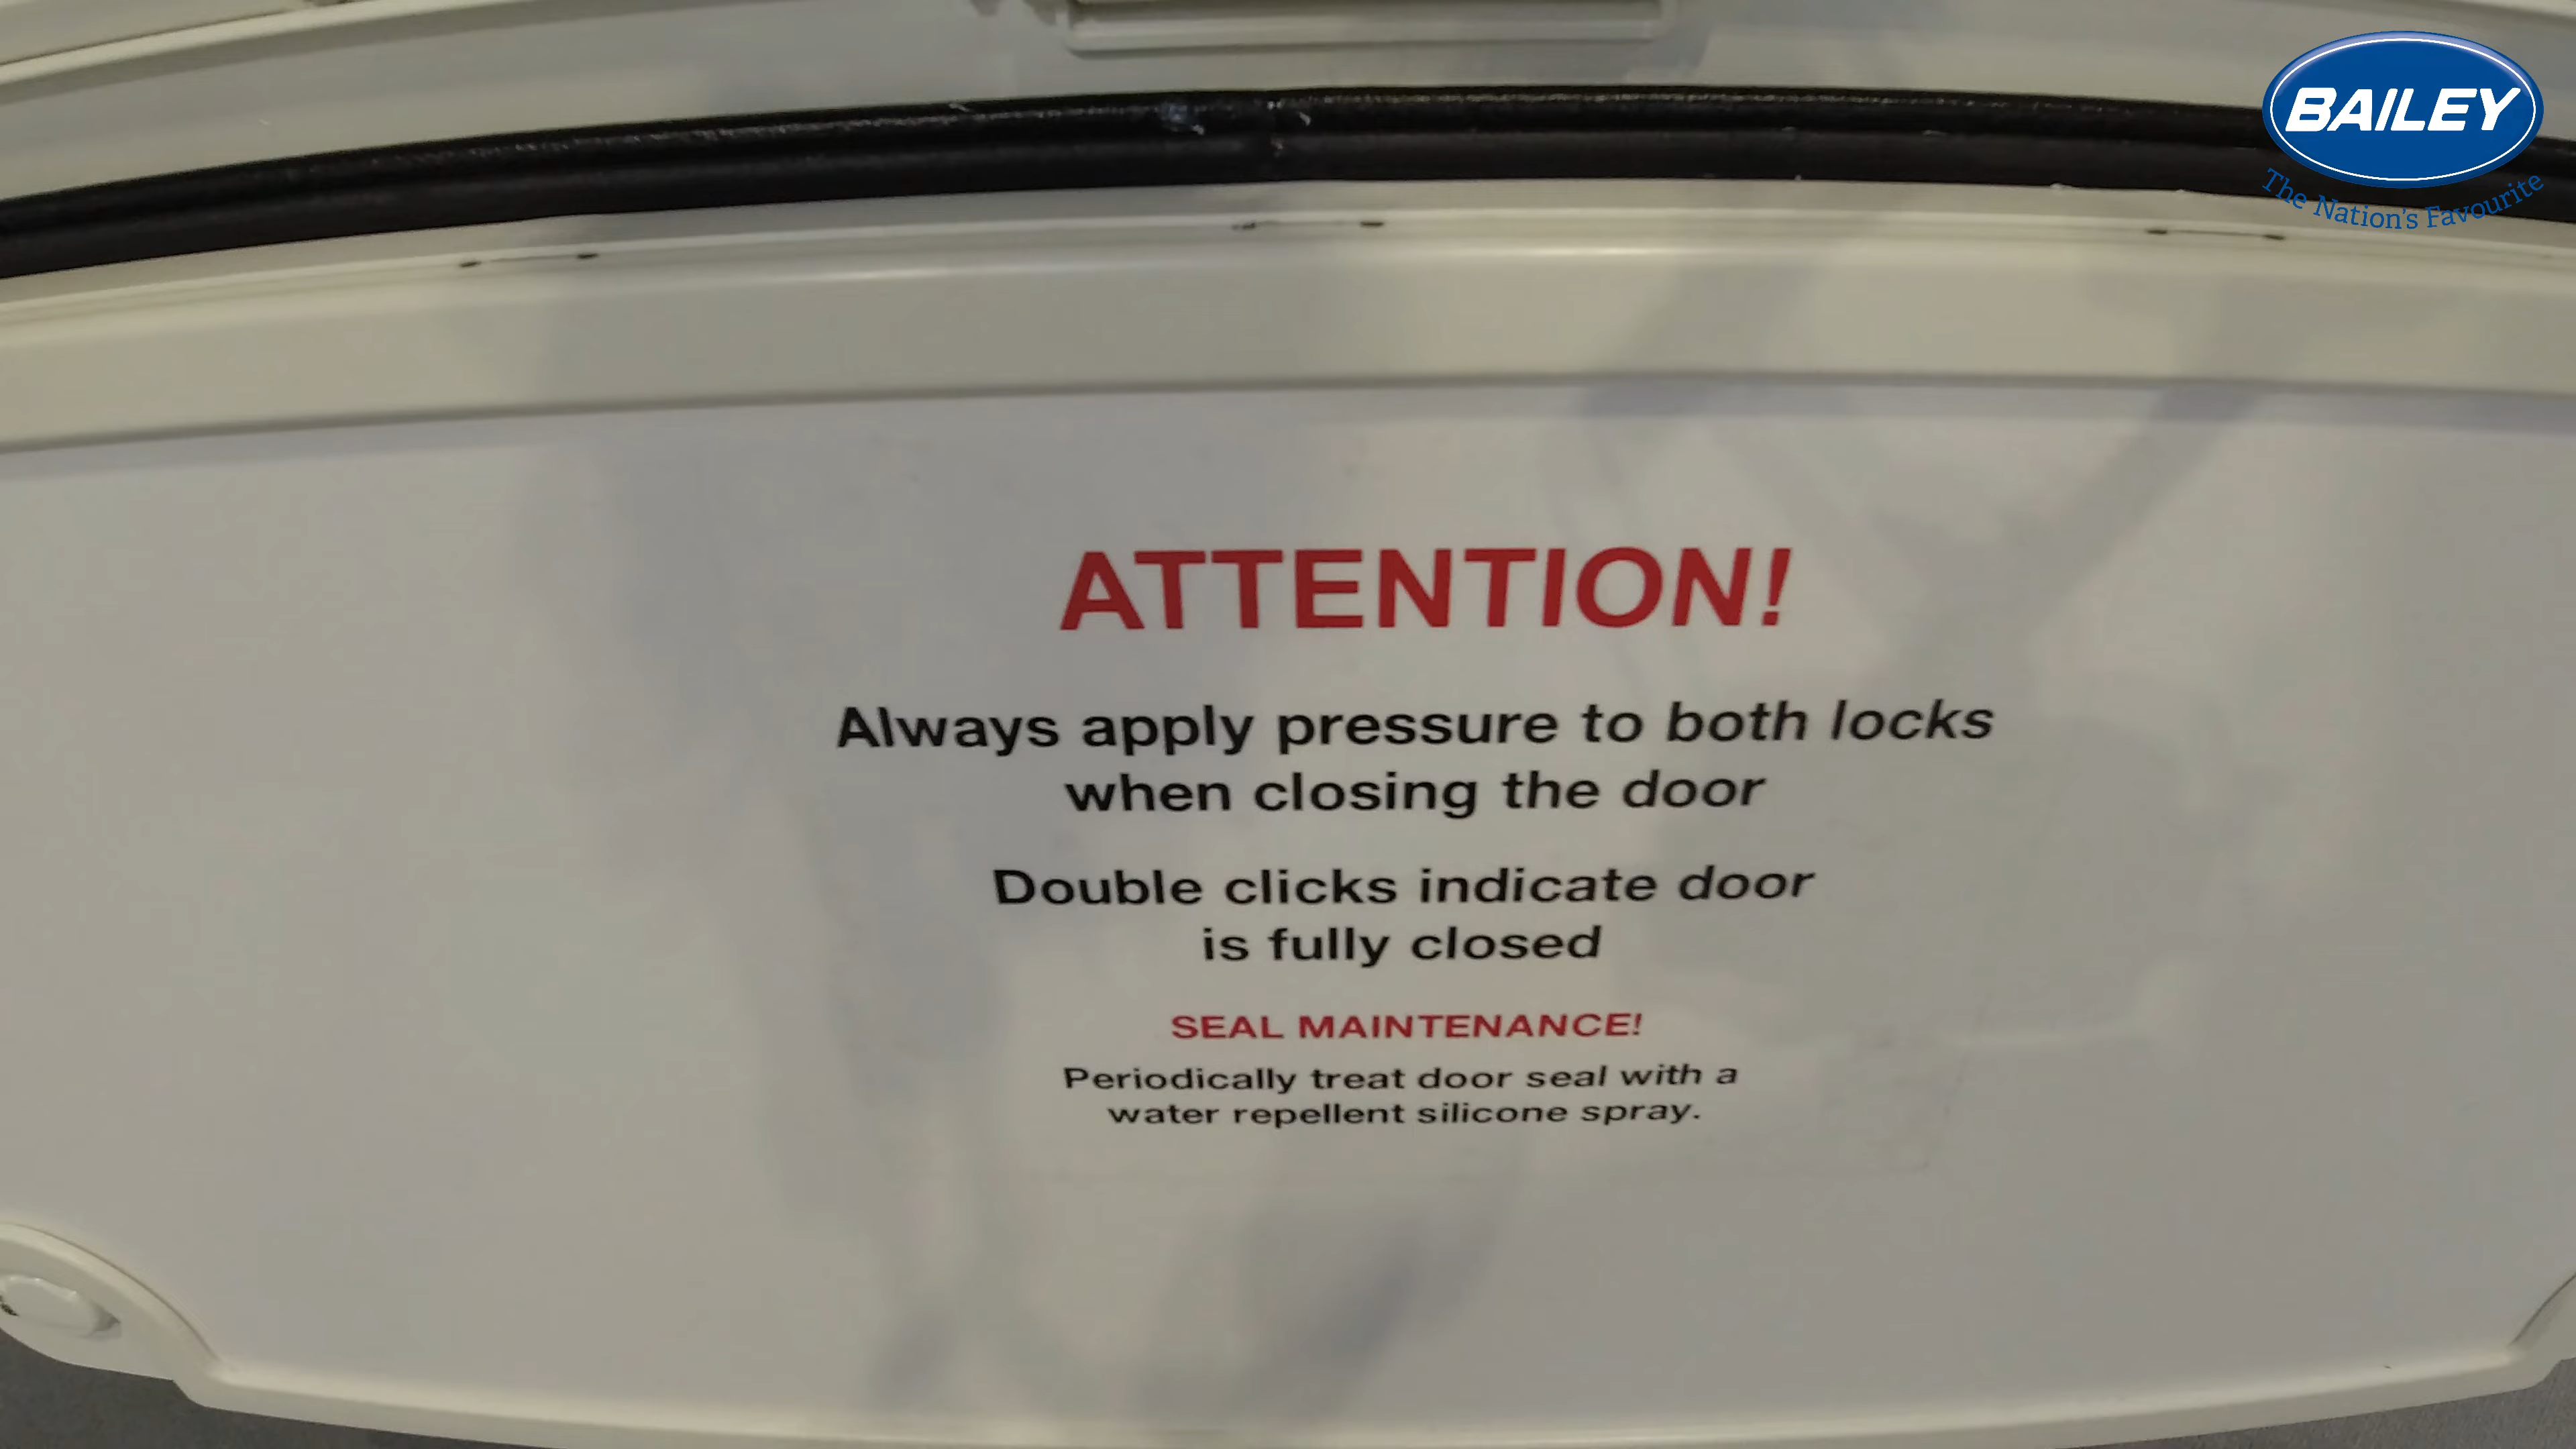 BAILEY
The Nation's Favourite
ATTENTION!
Always apply pressure to both locks
when closing the door
Double clicks indicate door
is fully closed
SEAL MAINTENANCE!
Periodically treat door seal with a
water repellent silicone spray.